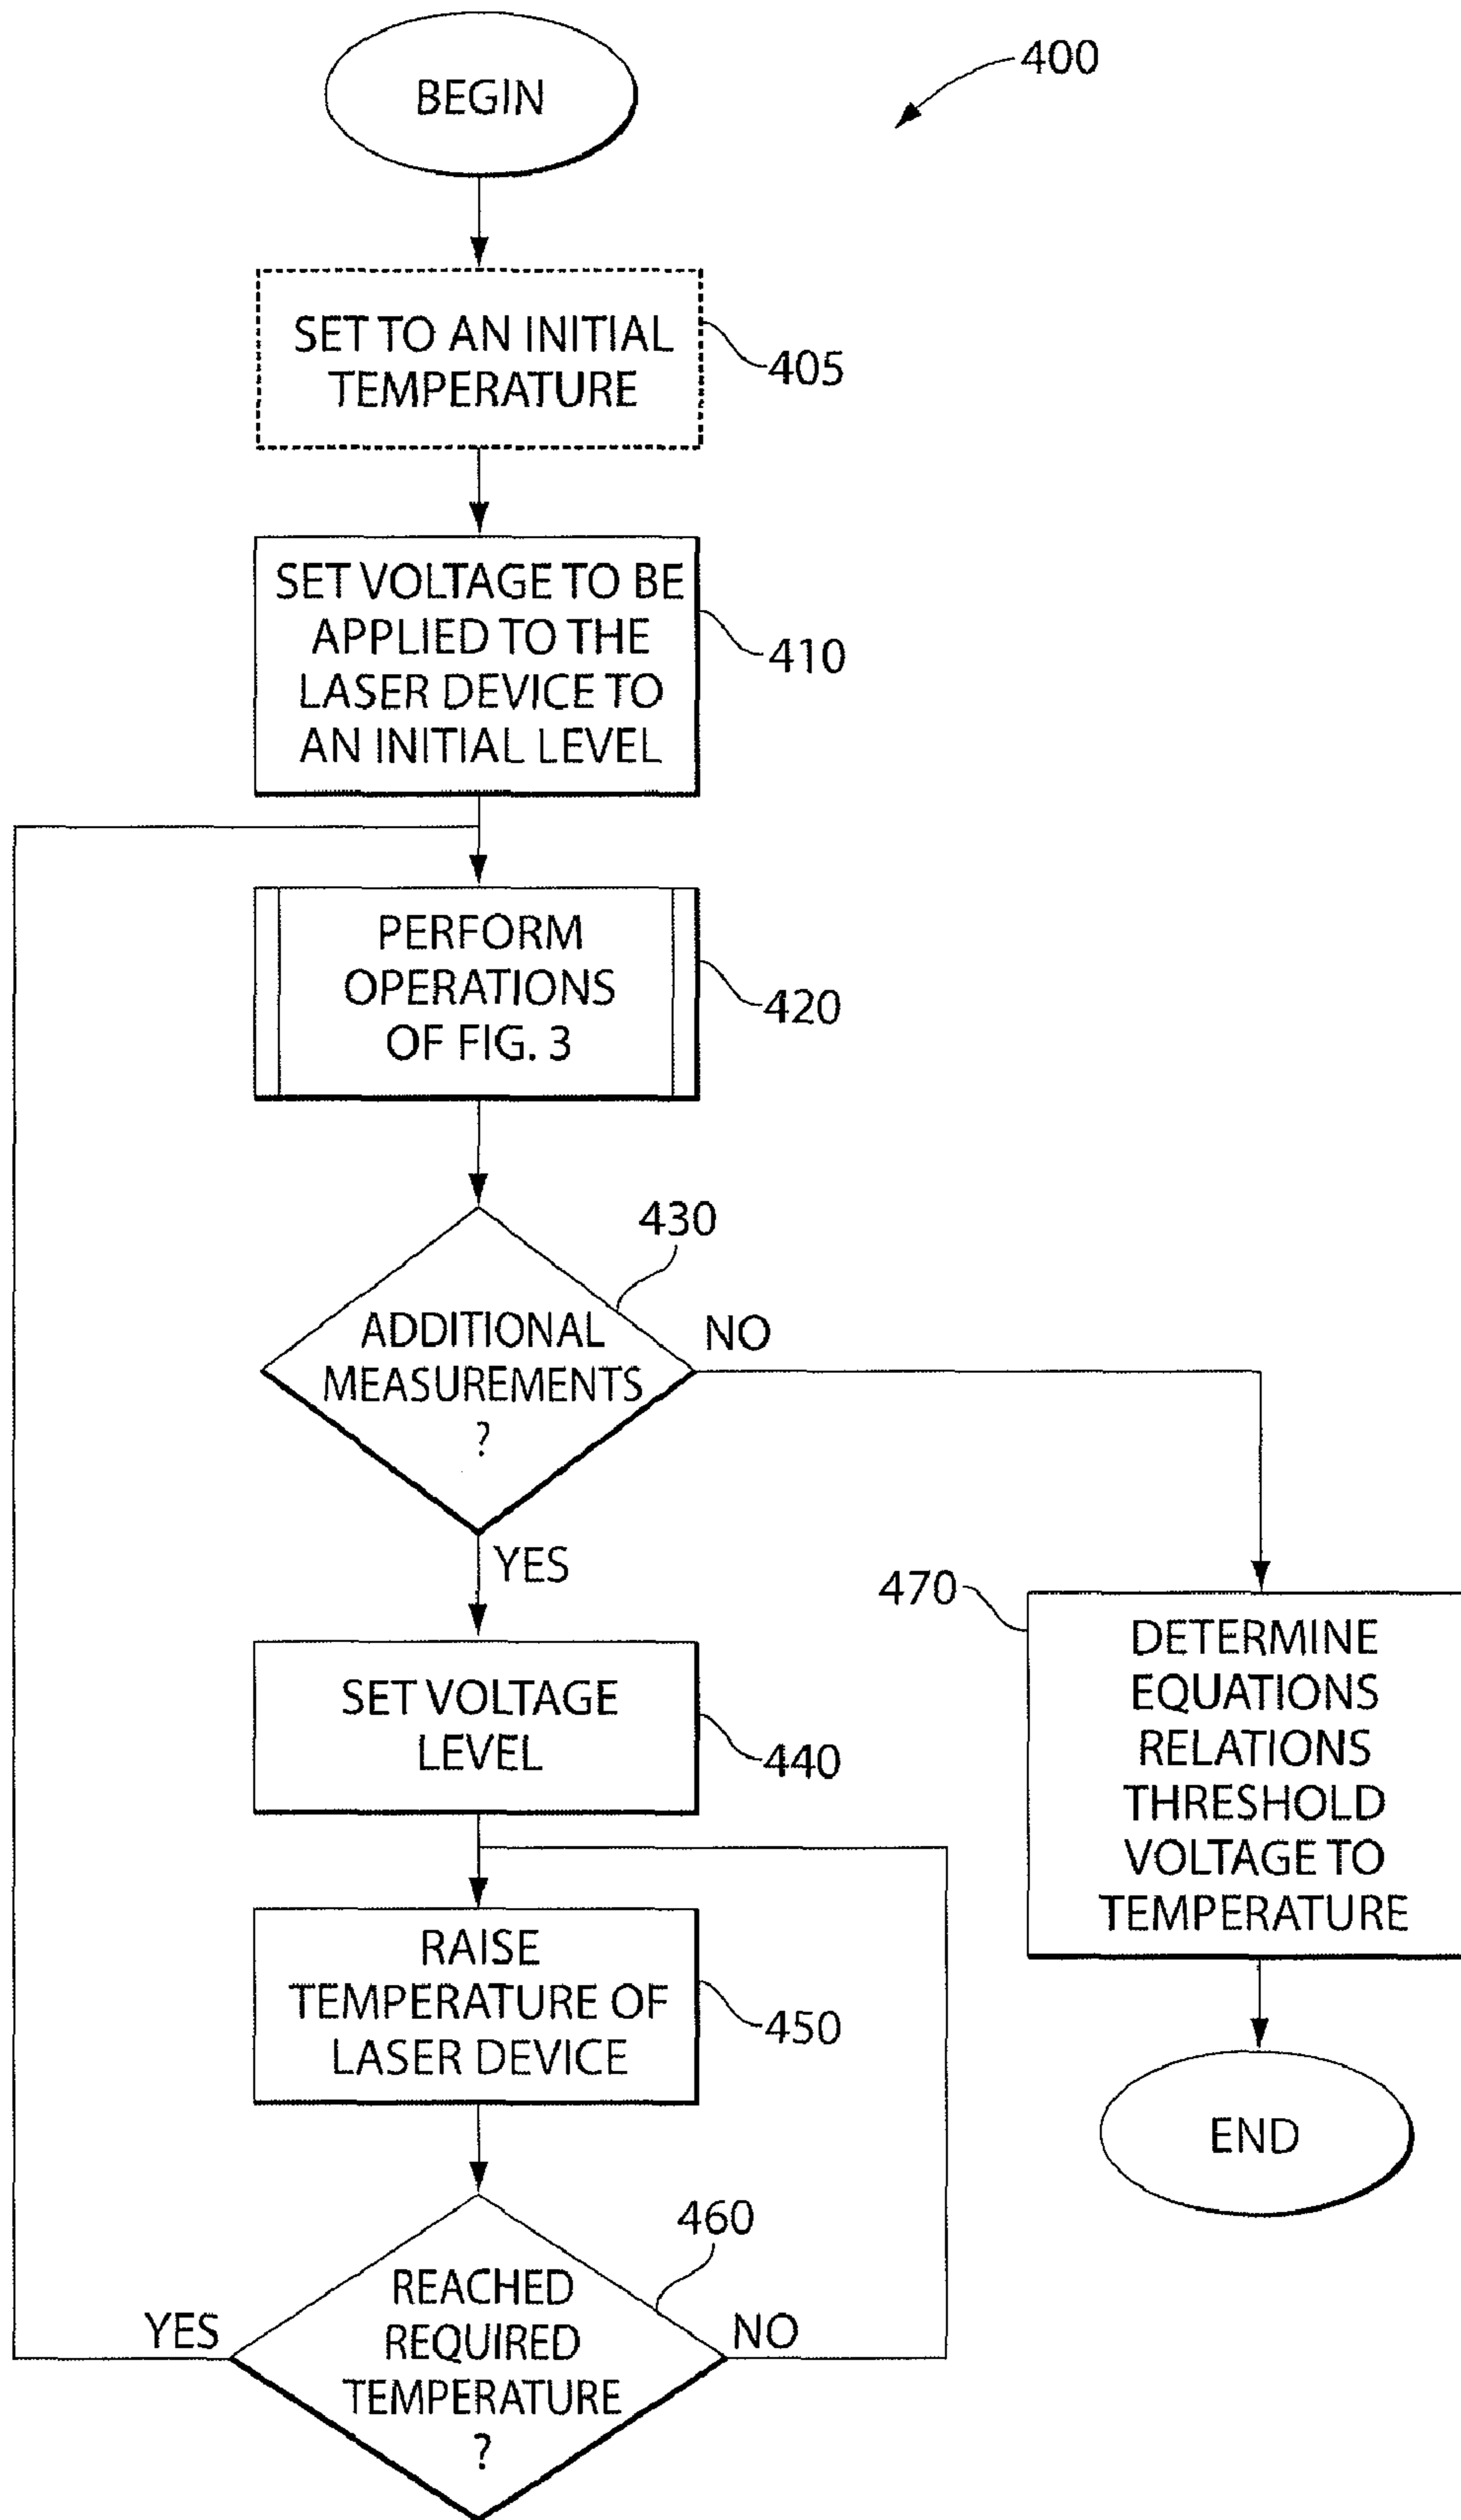 BEGIN
400
SET TO AN INITIAL
TEMPERATURE
405
SET VOLTAGE TO BE
APPLIED TO THE
LASER DEVICE TO
AN INITIAL LEVEL
410
PERFORM
OPERATIONS
OF FIG. 3
420
430
ADDITIONAL
MEASUREMENTS
?
NO
YES
SET VOLTAGE
LEVEL
440
470
DETERMINE
EQUATIONS
RELATIONS
THRESHOLD
VOLTAGE TO
TEMPERATURE
RAISE
TEMPERATURE OF
LASER DEVICE
450
END
460
REACHED
REQUIRED
TEMPERATURE
?
YES
NO